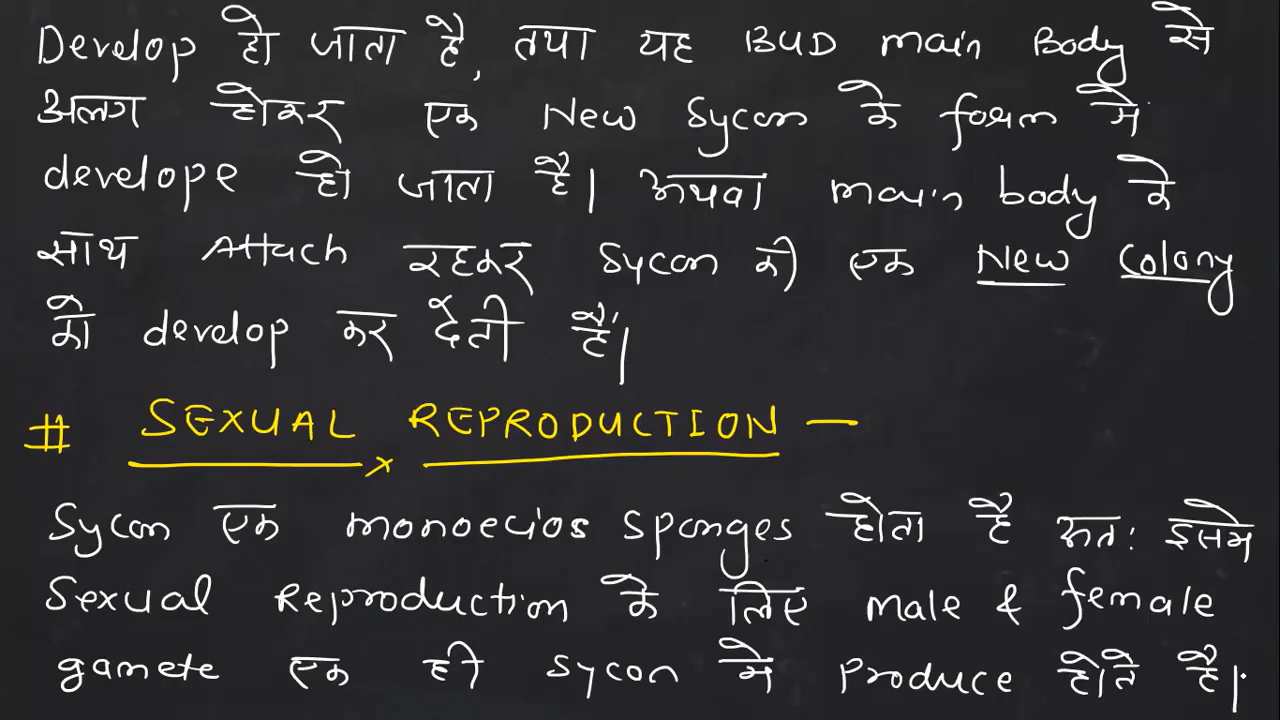 Develop हो जाता है, तथा यह BUD main Body से
अलग होकर एक New Sycon के form मे
develope हो जाता है। अथवा main body के
साथ Attach रहकर Sycon की एक New Colony
को develop कर देती है।
# SEXUAL REPRODUCTION —
Sycon एक monoecios sponges होता है अतः इसमे
Sexual Reproduction के लिए male & female
gamete एक ही Sycon मे produce होते है।